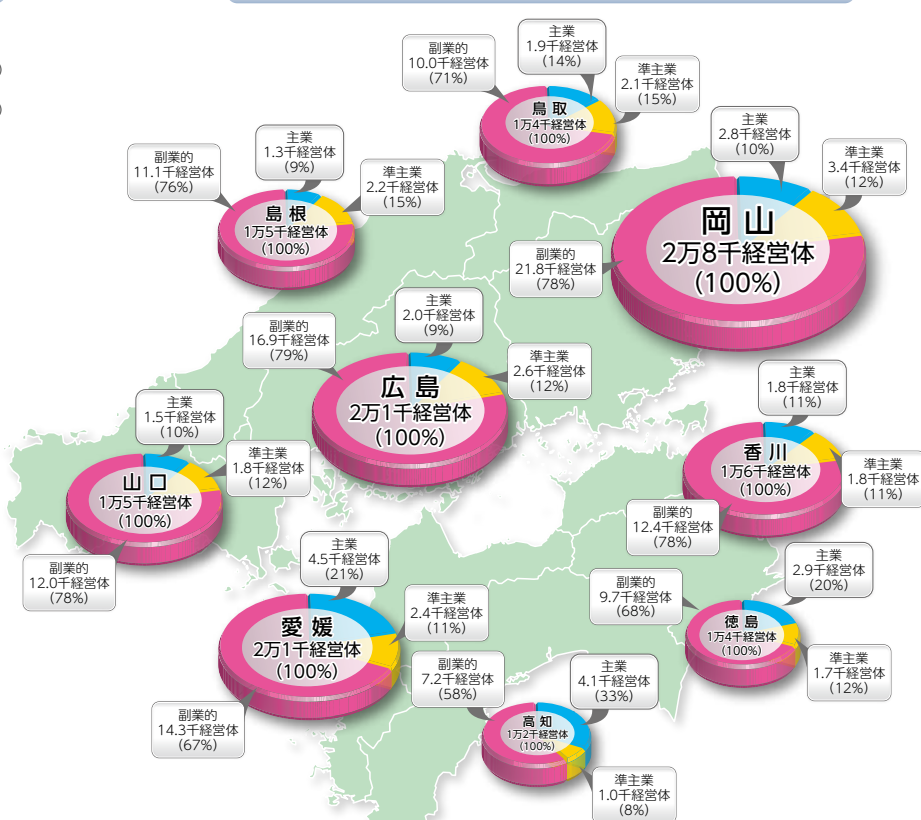 副業的
10.0千経営体
(71%)
主業
1.9千経営体
(14%)
準主業
2.1千経営体
(15%)
鳥取
1万4千経営体
(100%)
副業的
11.1千経営体
(76%)
主業
1.3千経営体
(9%)
準主業
2.2千経営体
(15%)
島根
1万5千経営体
(100%)
主業
2.8千経営体
(10%)
準主業
3.4千経営体
(12%)
副業的
21.8千経営体
(78%)
岡山
2万8千経営体
(100%)
副業的
16.9千経営体
(79%)
主業
2.0千経営体
(9%)
準主業
2.6千経営体
(12%)
広島
2万1千経営体
(100%)
主業
1.5千経営体
(10%)
準主業
1.8千経営体
(12%)
山口
1万5千経営体
(100%)
副業的
12.0千経営体
(78%)
主業
1.8千経営体
(11%)
準主業
1.8千経営体
(11%)
香川
1万6千経営体
(100%)
副業的
12.4千経営体
(78%)
主業
4.5千経営体
(21%)
準主業
2.4千経営体
(11%)
愛媛
2万1千経営体
(100%)
副業的
14.3千経営体
(67%)
副業的
9.7千経営体
(68%)
主業
2.9千経営体
(20%)
徳島
1万4千経営体
(100%)
準主業
1.7千経営体
(12%)
副業的
7.2千経営体
(58%)
主業
4.1千経営体
(33%)
高知
1万2千経営体
(100%)
準主業
1.0千経営体
(8%)